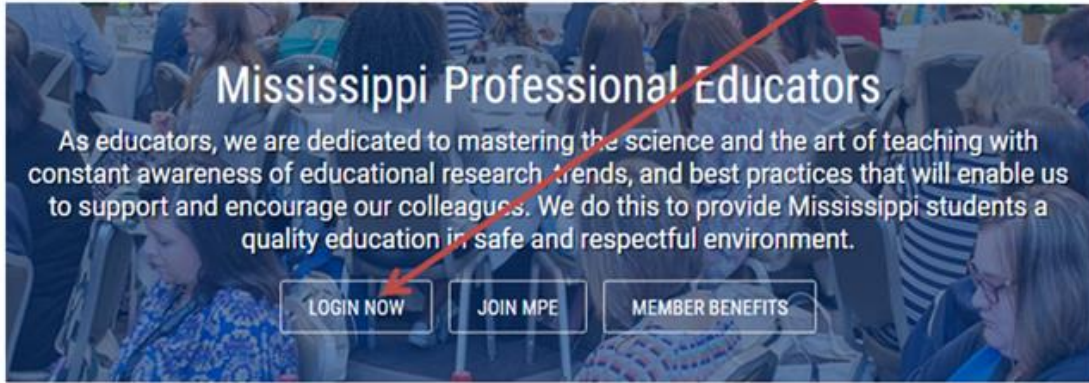 Mississippi Professional Educators
As educators, we are dedicated to mastering the science and the art of teaching with
constant awareness of educational research, trends, and best practices that will enable us
to support and encourage our colleagues. We do this to provide Mississippi students a
quality education in safe and respectful environment.
LOGIN NOW JOIN MPE MEMBER BENEFITS